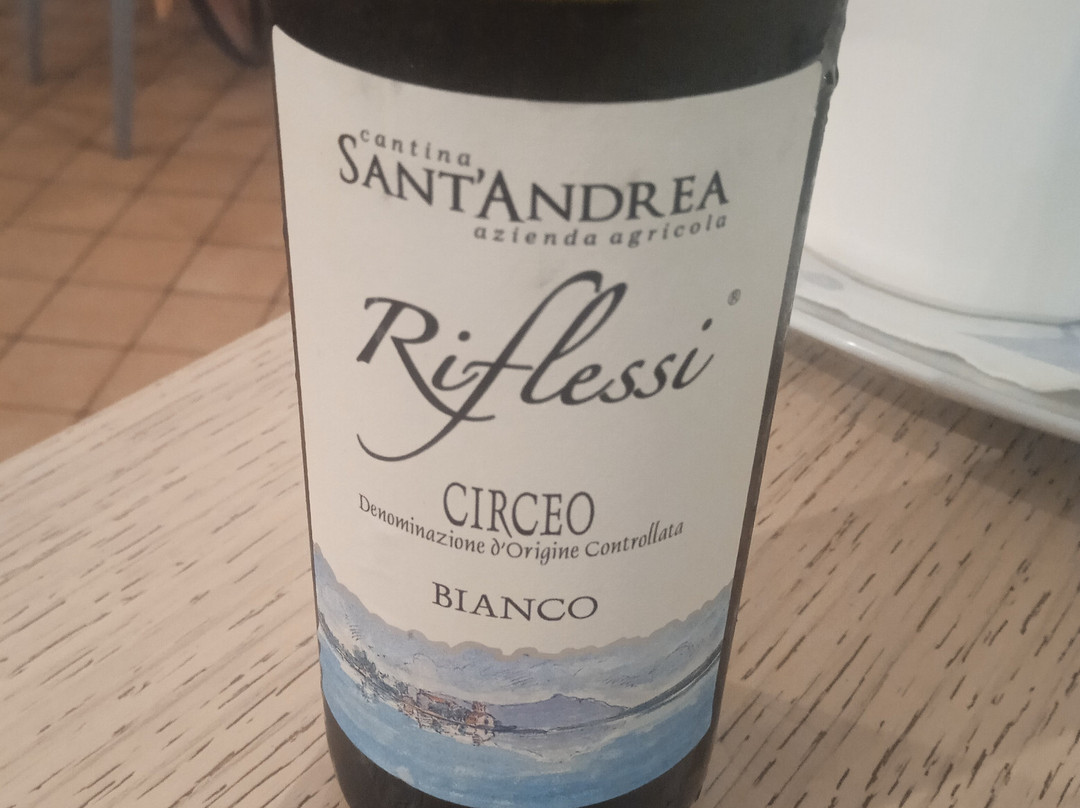 cantina
SANT'ANDREA
azienda agricola
Riflessi ®
CIRCEO
Denominazione d'Origine Controllata
BIANCO